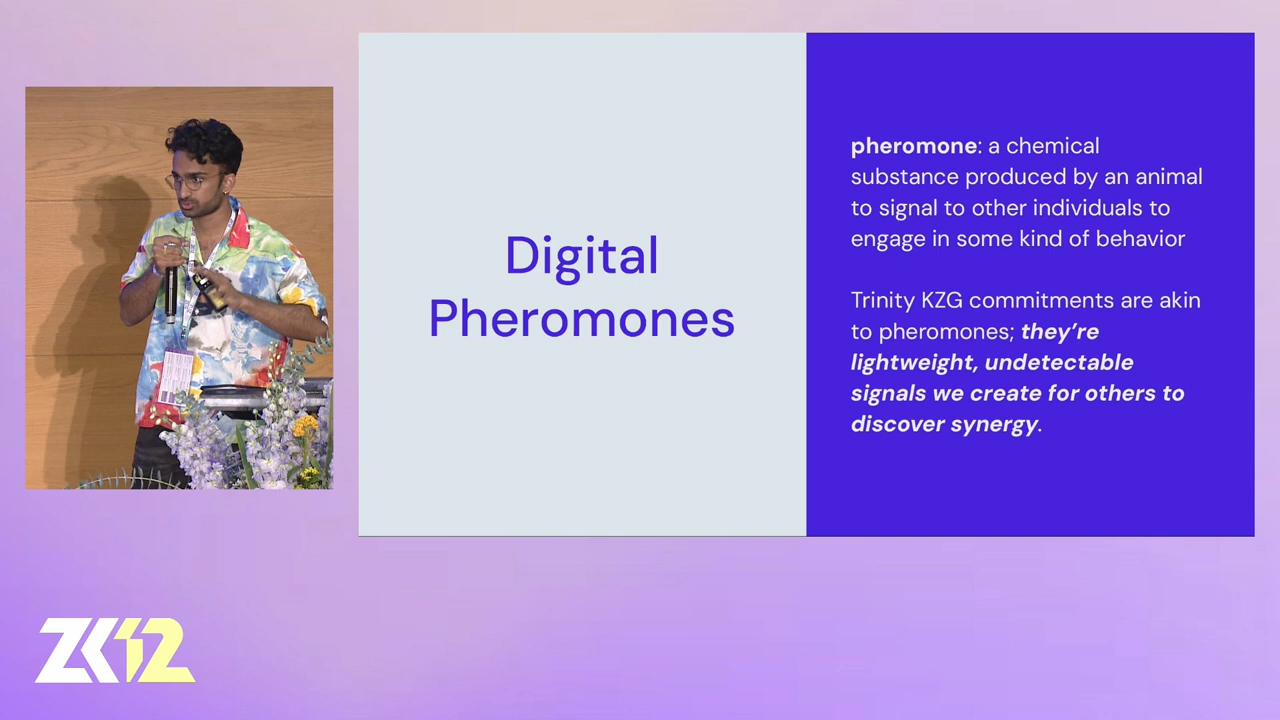 Digital
Pheromones
pheromone: a chemical
substance produced by an animal
to signal to other individuals to
engage in some kind of behavior
Trinity KZG commitments are akin
to pheromones; they’re
lightweight, undetectable
signals we create for others to
discover synergy.
ZK12